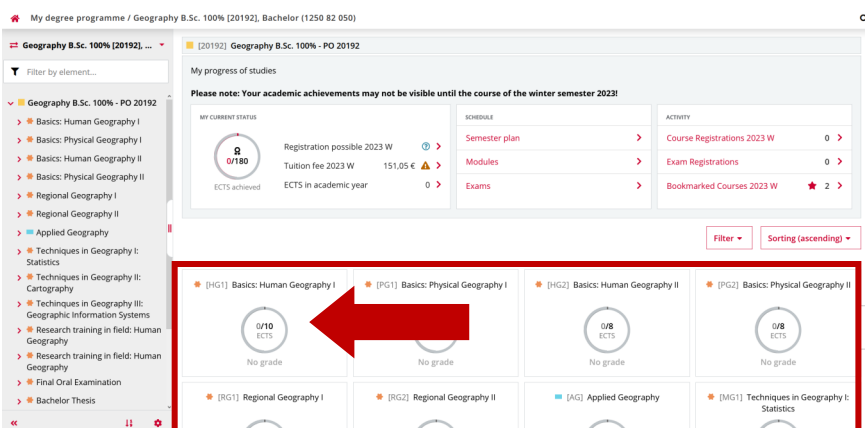 My degree programme / Geography B.Sc. 100% [20192], Bachelor (1250 82 050)
Geography B.Sc. 100% [20192], ...
Filter by element...
Geography B.Sc. 100% - PO 20192
Basics: Human Geography I
Basics: Physical Geography I
Basics: Human Geography II
Basics: Physical Geography II
Regional Geography I
Regional Geography II
Applied Geography
Techniques in Geography I:
Statistics
Techniques in Geography II:
Cartography
Techinques in Geography III:
Geographic Information Systems
Research training in field: Human
Geography
Research training in field: Human
Geography
Final Oral Examination
Bachelor Thesis
[20192] Geography B.Sc. 100% - PO 20192
My progress of studies
Please note: Your academic achievements may not be visible until the course of the winter semester 2023!
MY CURRENT STATUS
0/180
ECTS achieved
Registration possible 2023 W
Tuition fee 2023 W 151,05 €
ECTS in academic year 0
SCHEDULE
Semester plan
Modules
Exams
ACTIVITY
Course Registrations 2023 W 0
Exam Registrations 0
Bookmarked Courses 2023 W 2
Filter
Sorting (ascending)
[HG1] Basics: Human Geography I
0/10
ECTS
No grade
[PG1] Basics: Physical Geography I
No grade
[HG2] Basics: Human Geography II
0/8
ECTS
No grade
[PG2] Basics: Physical Geography II
0/8
ECTS
No grade
[RG1] Regional Geography I
[RG2] Regional Geography II
[AG] Applied Geography
[MG1] Techniques in Geography I:
Statistics